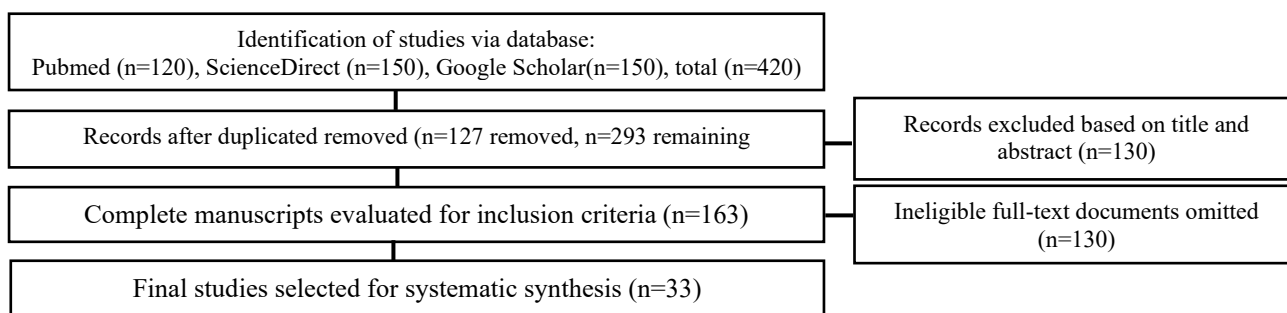 Identification of studies via database:
Pubmed (n=120), ScienceDirect (n=150), Google Scholar(n=150), total (n=420)
Records after duplicated removed (n=127 removed, n=293 remaining
Records excluded based on title and
abstract (n=130)
Complete manuscripts evaluated for inclusion criteria (n=163)
Ineligible full-text documents omitted
(n=130)
Final studies selected for systematic synthesis (n=33)